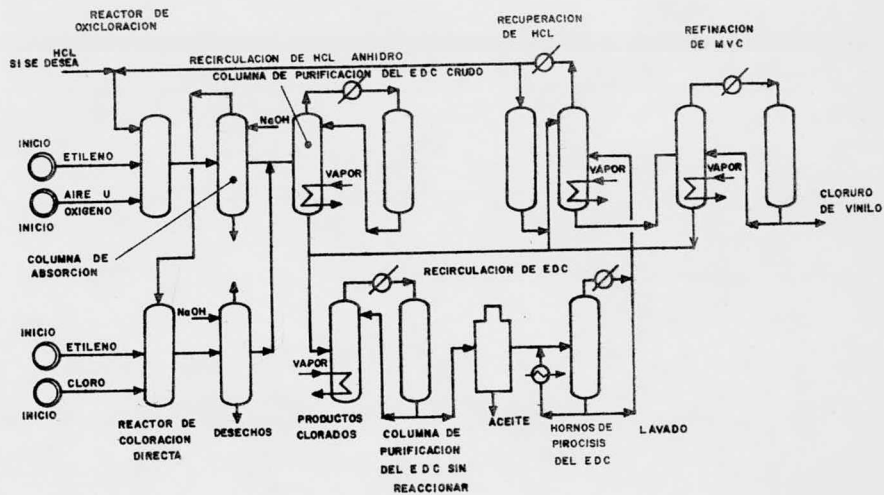 REACTOR DE
OXICLORACION
HCL
SI SE DESEA
RECIRCULACION DE HCL ANHIDRO
COLUMNA DE PURIFICACION DEL EDC CRUDO
RECUPERACION
DE HCL
REFINACION
DE MVC
INICIO
ETILENO
AIRE U
OXIGENO
INICIO
NaOH
VAPOR
VAPOR
VAPOR
CLORURO
DE VINILO
COLUMNA DE
ABSORCION
RECIRCULACION DE EDC
INICIO
ETILENO
CLORO
INICIO
NaOH
VAPOR
REACTOR DE
COLORACION
DIRECTA
DESECHOS
PRODUCTOS
CLORADOS
COLUMNA DE
PURIFICACION
DEL EDC SIN
REACCIONAR
ACEITE
HORNOS DE
PIROCISIS
DEL EDC
LAVADO